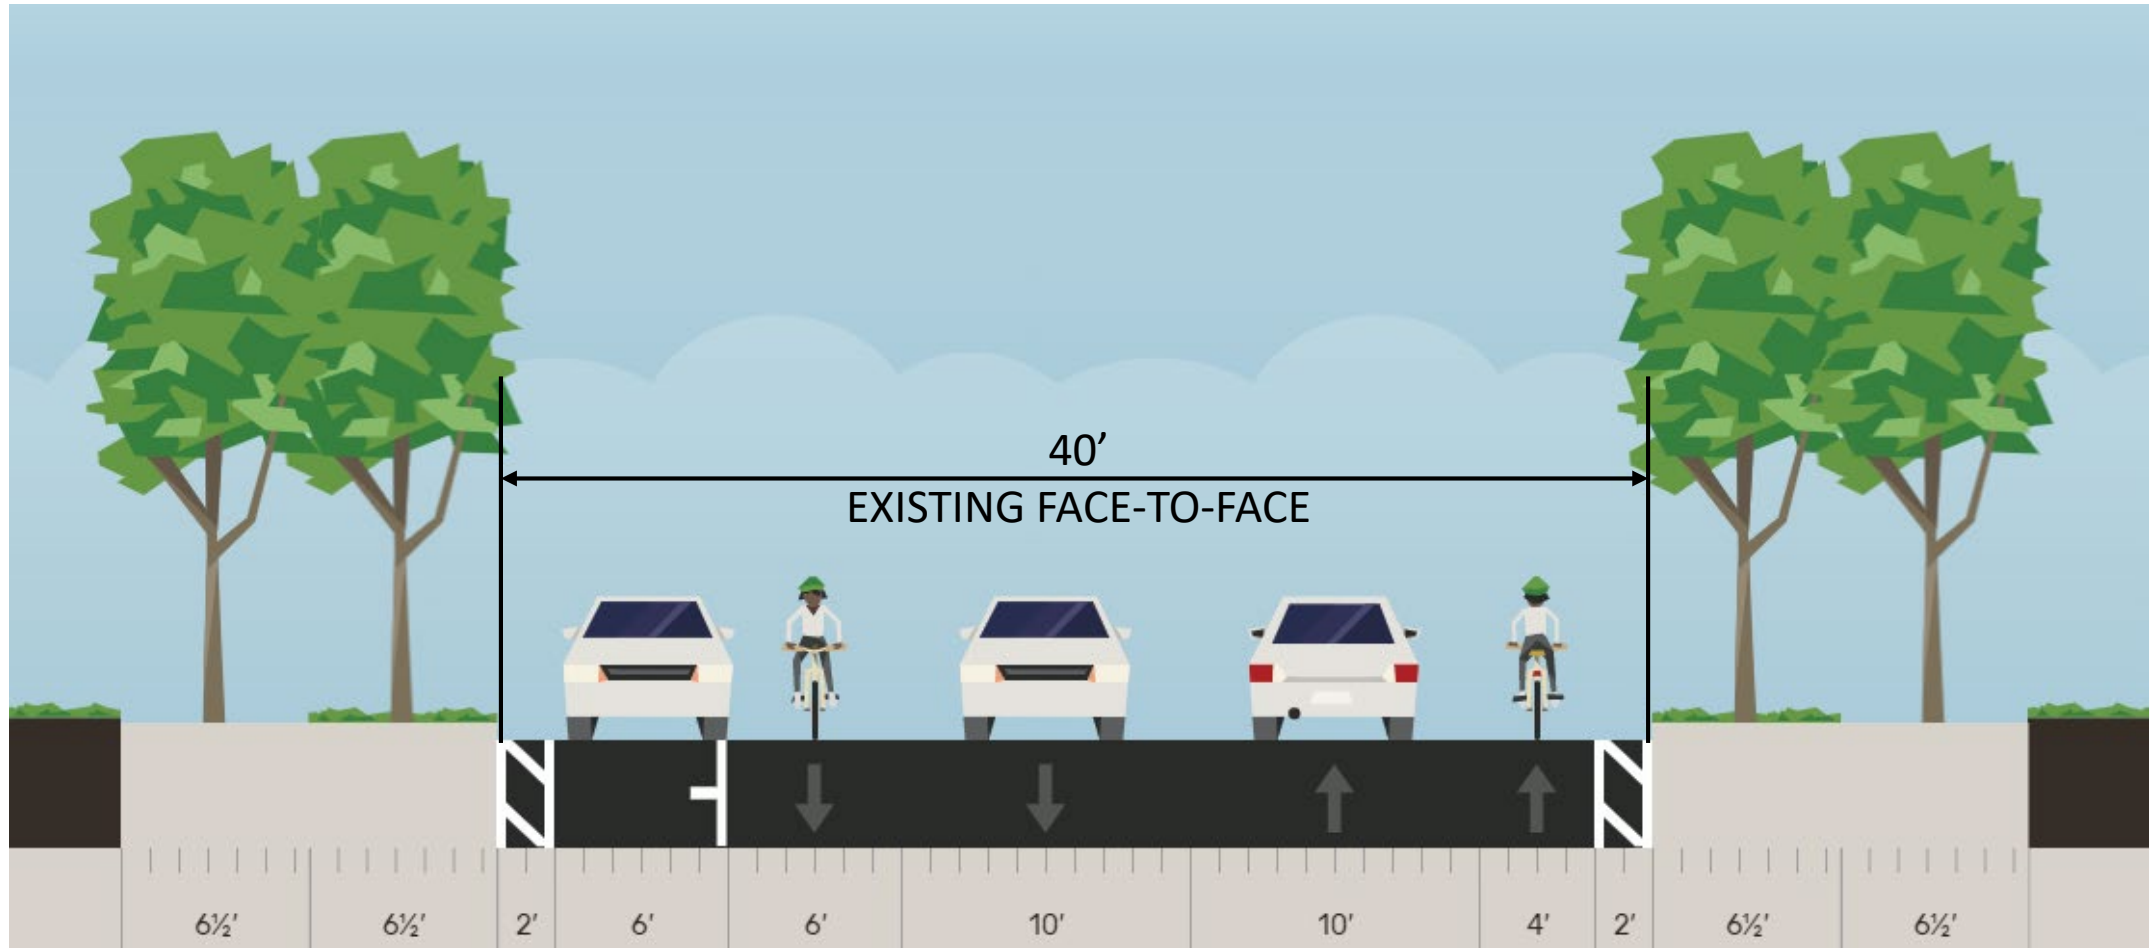 40’
EXISTING FACE-TO-FACE
6½' 6½' 2' 6' 6' 10' 10' 4' 2' 6½' 6½'